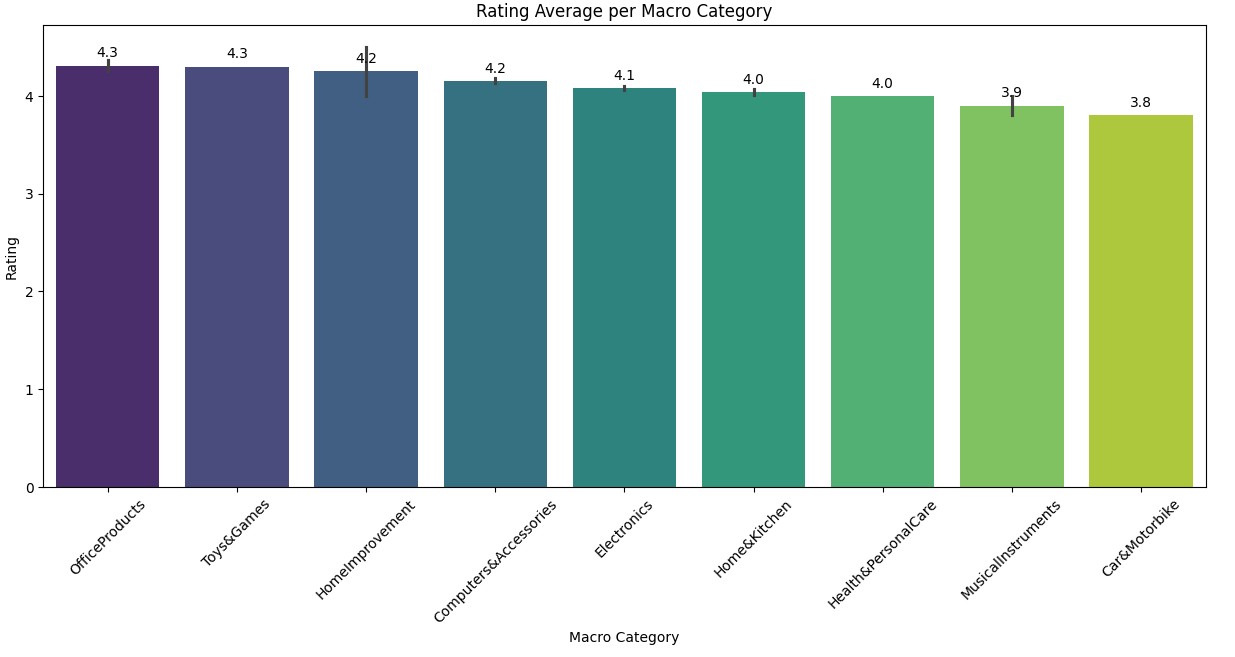 Rating Average per Macro Category
4.3
4.3
4.2
4.2
4.1
4.0
4.0
3.9
3.8
4
3
2
1
0
Rating
OfficeProducts
Toys&Games
HomeImprovement
Computers&Accessories
Electronics
Home&Kitchen
Health&PersonalCare
MusicalInstruments
Car&Motorbike
Macro Category